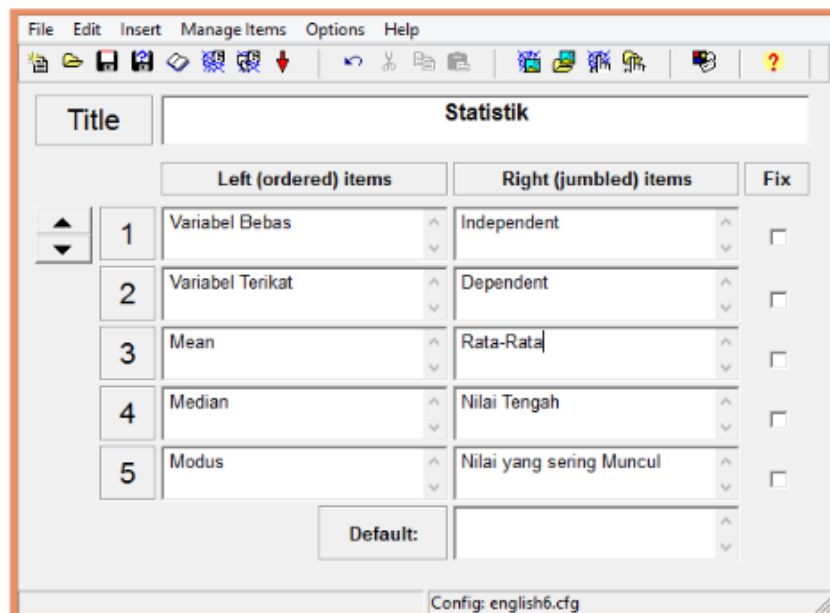 File Edit Insert Manage Items Options Help
?
Title Statistik
Left (ordered) items Right (jumbled) items Fix
1 Variabel Bebas Independent
2 Variabel Terikat Dependent
3 Mean Rata-Rata
4 Median Nilai Tengah
5 Modus Nilai yang sering Muncul
Default:
Config: english6.cfg